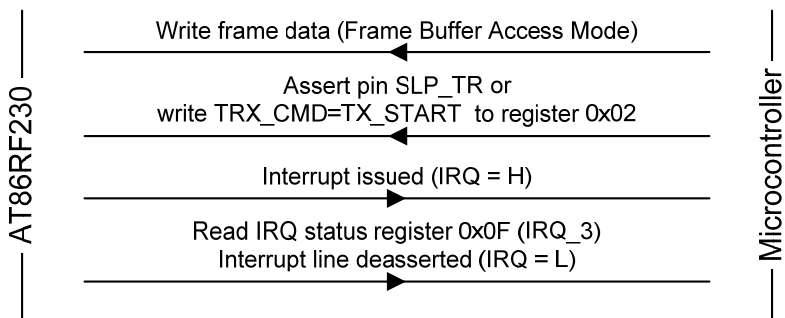 Write frame data (Frame Buffer Access Mode)
Assert pin SLP_TR or
write TRX_CMD=TX_START to register 0x02
Interrupt issued (IRQ = H)
Read IRQ status register 0x0F (IRQ_3)
Interrupt line deasserted (IRQ = L)
AT86RF230
Microcontroller